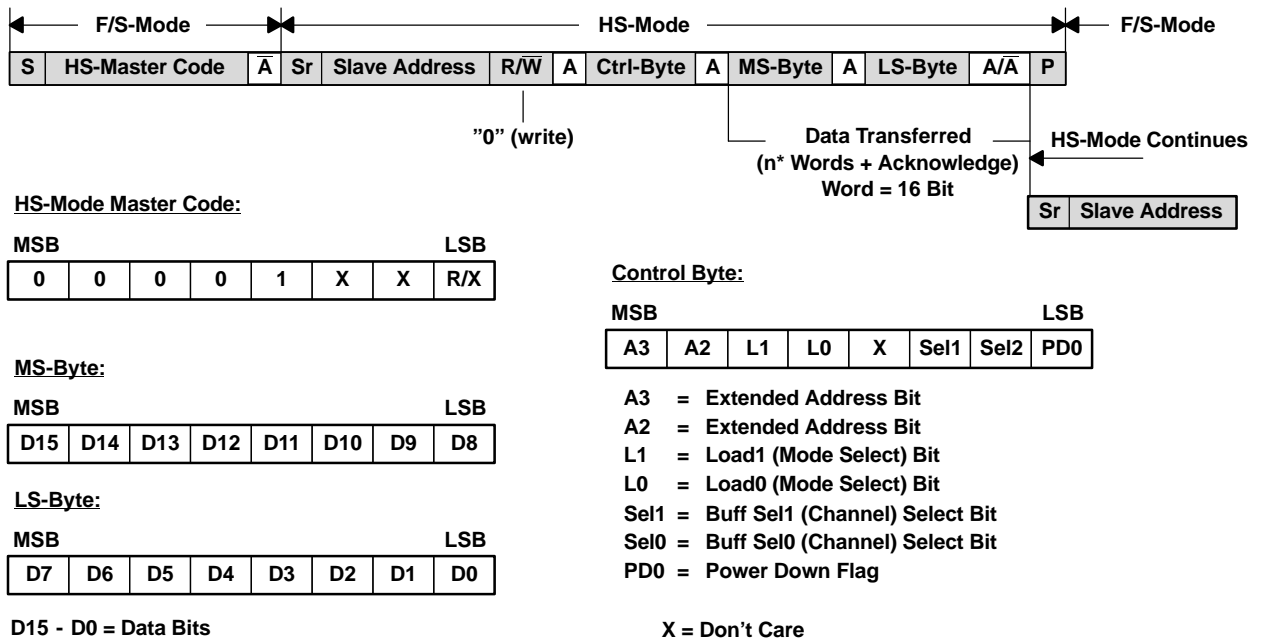 F/S-Mode HS-Mode F/S-Mode
S HS-Master Code A̅ Sr Slave Address R/W̅ A Ctrl-Byte A MS-Byte A LS-Byte A/A̅ P
”0” (write)
Data Transferred
(n* Words + Acknowledge)
Word = 16 Bit
HS-Mode Continues
Sr Slave Address
HS-Mode Master Code:
MSB LSB
0 0 0 0 1 X X R/X
MS-Byte:
MSB LSB
D15 D14 D13 D12 D11 D10 D9 D8
LS-Byte:
MSB LSB
D7 D6 D5 D4 D3 D2 D1 D0
D15 - D0 = Data Bits
Control Byte:
MSB LSB
A3 A2 L1 L0 X Sel1 Sel2 PD0
A3 = Extended Address Bit
A2 = Extended Address Bit
L1 = Load1 (Mode Select) Bit
L0 = Load0 (Mode Select) Bit
Sel1 = Buff Sel1 (Channel) Select Bit
Sel0 = Buff Sel0 (Channel) Select Bit
PD0 = Power Down Flag
X = Don’t Care